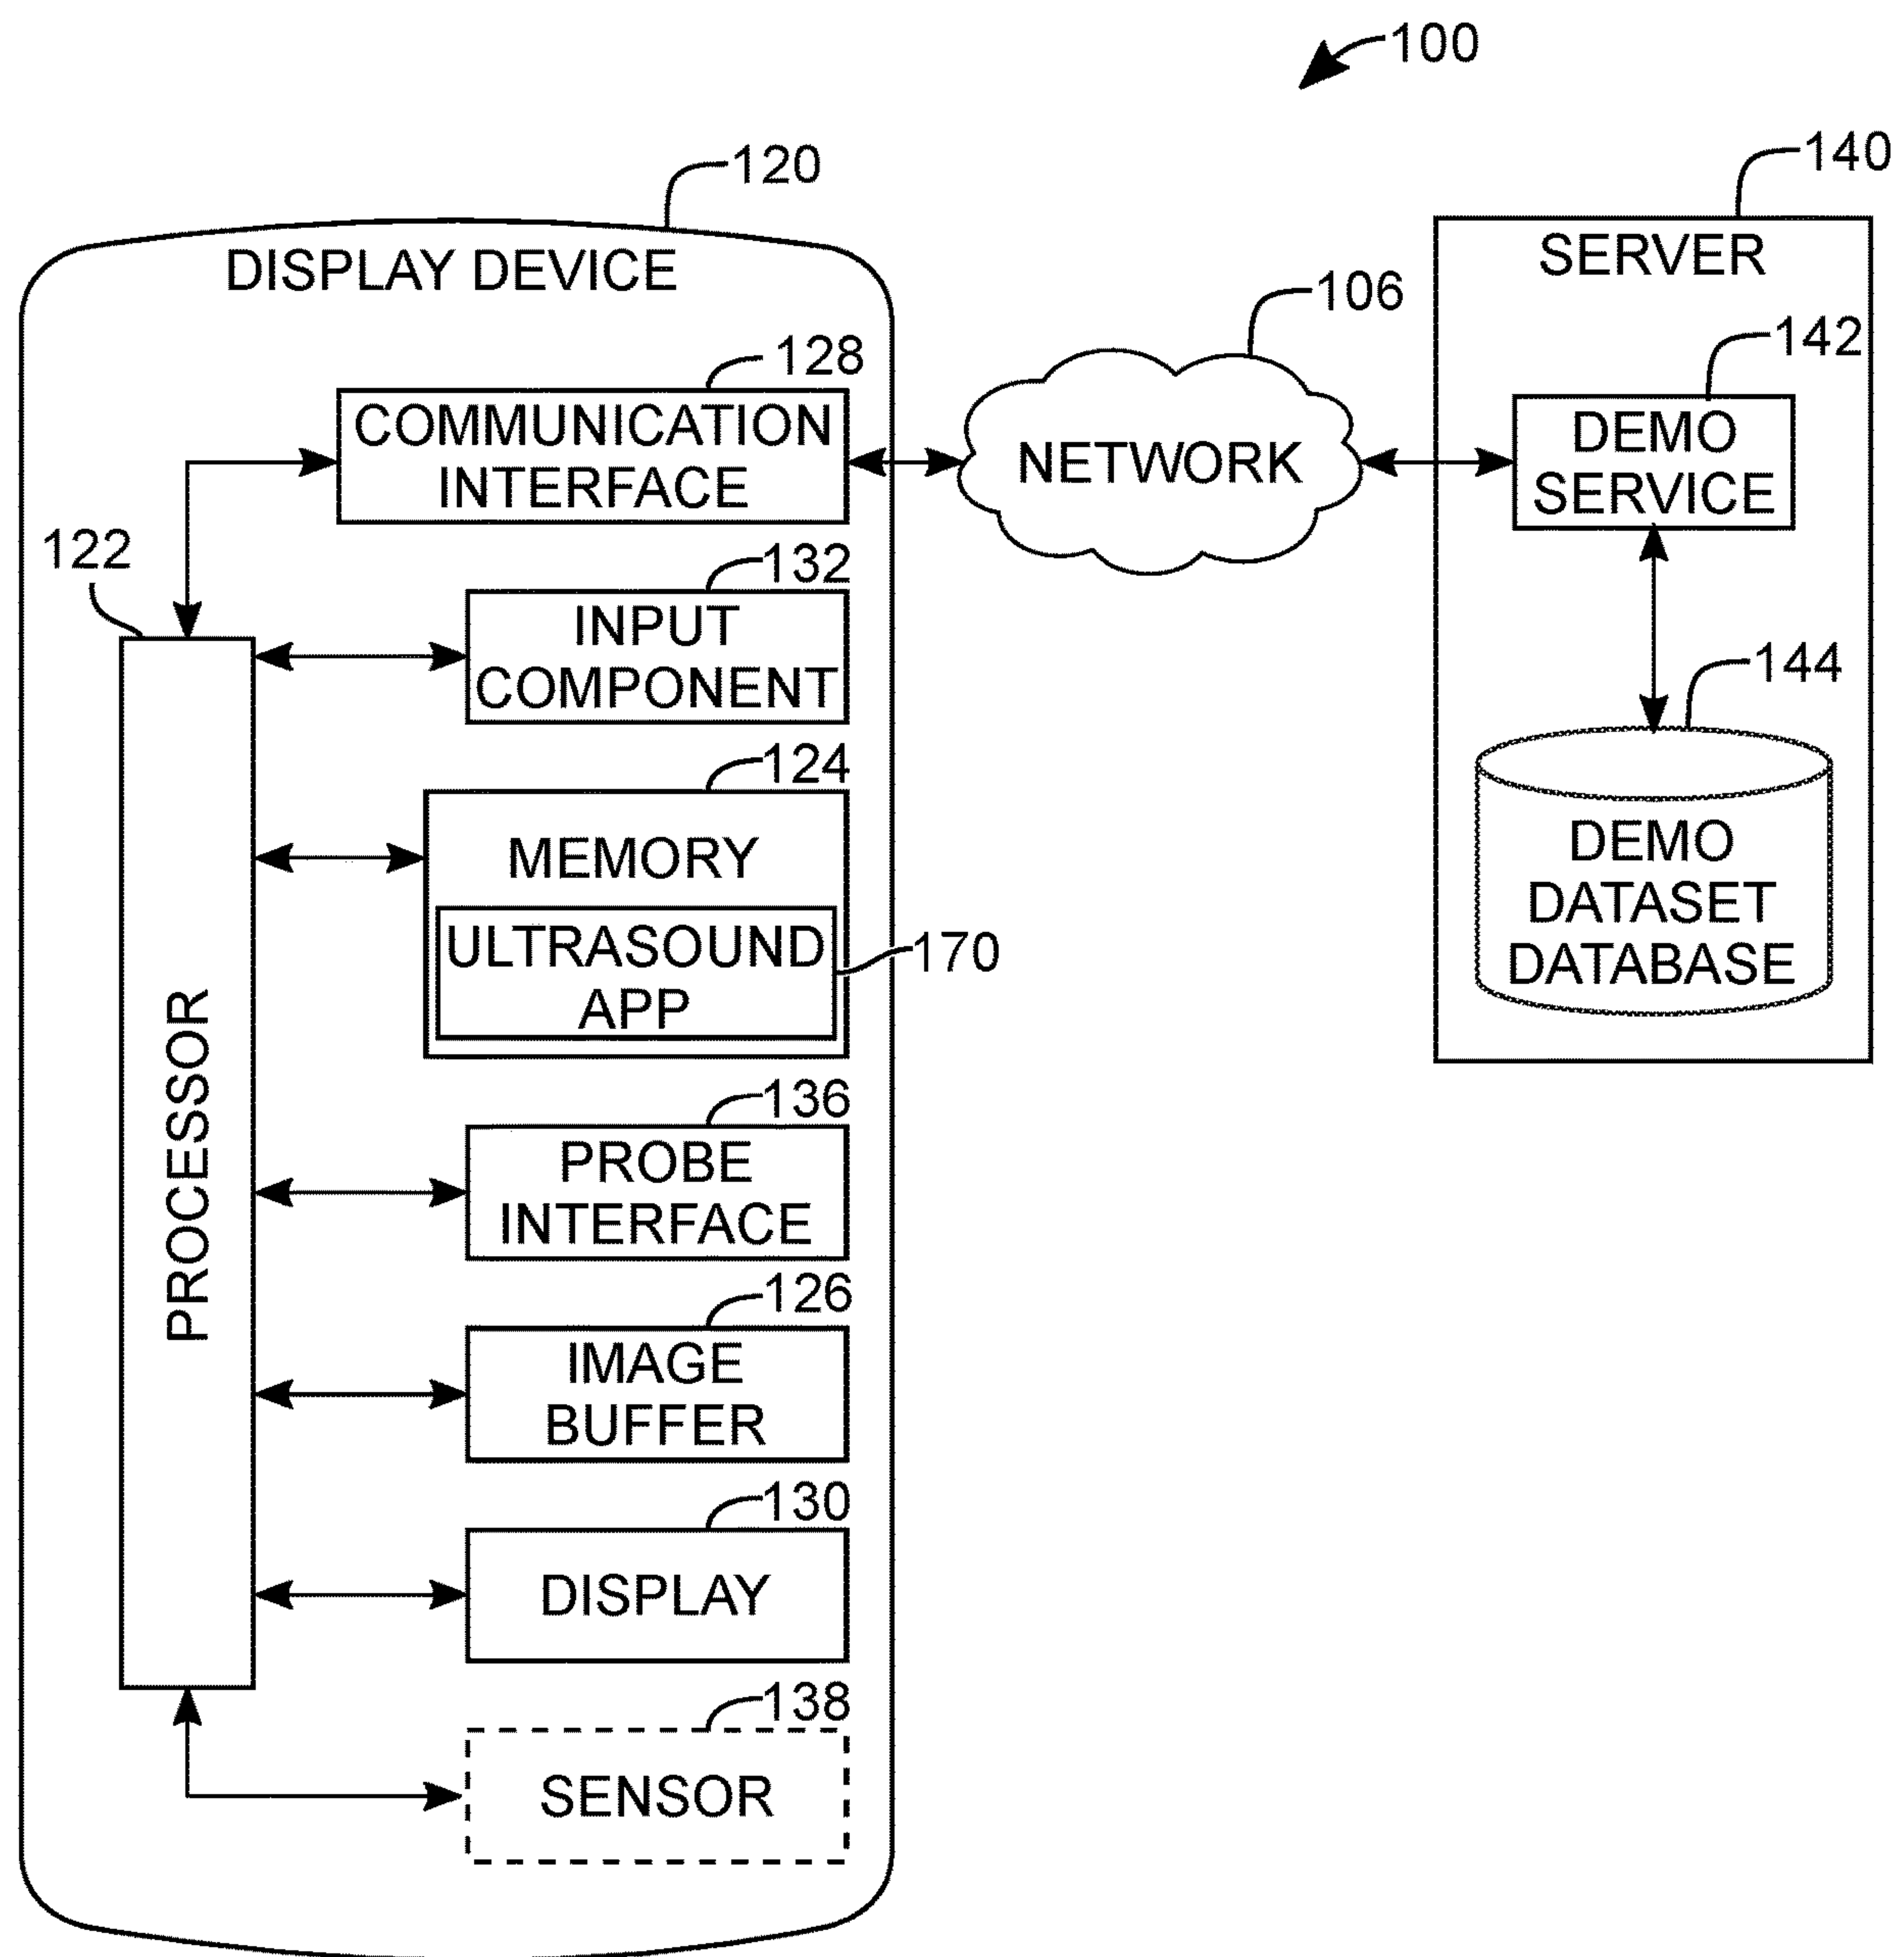 100
120
DISPLAY DEVICE
128
COMMUNICATION
INTERFACE
122
PROCESSOR
132
INPUT
COMPONENT
124
MEMORY
ULTRASOUND
APP
170
136
PROBE
INTERFACE
126
IMAGE
BUFFER
130
DISPLAY
138
SENSOR
106
NETWORK
140
SERVER
142
DEMO
SERVICE
144
DEMO
DATASET
DATABASE